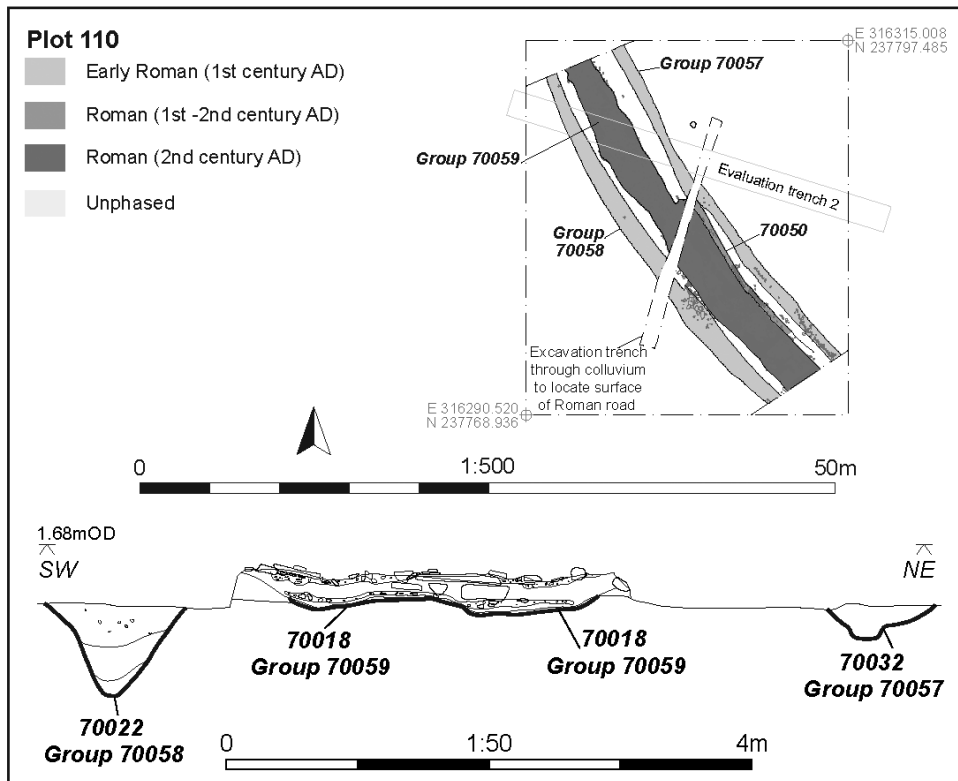 Plot 110
Early Roman (1st century AD)
Roman (1st -2nd century AD)
Roman (2nd century AD)
Unphased
E 316315.008
N 237797.485
Group 70057
Group 70059
Evaluation trench 2
Group
70058
70050
Excavation trench
through colluvium
to locate surface
of Roman road
E 316290.520
N 237768.936
0
1:500
50m
1.68mOD
SW
NE
70018
Group 70059
70018
Group 70059
70032
Group 70057
70022
Group 70058
0
1:50
4m